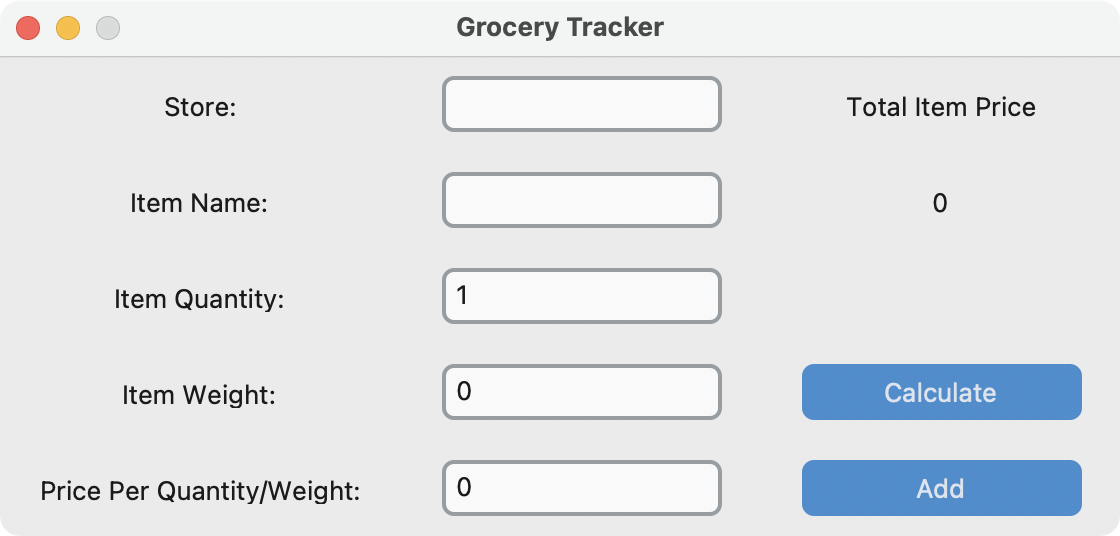 Grocery Tracker
Store:
Total Item Price
Item Name:
0
Item Quantity:
1
Item Weight:
0
Calculate
Price Per Quantity/Weight:
0
Add